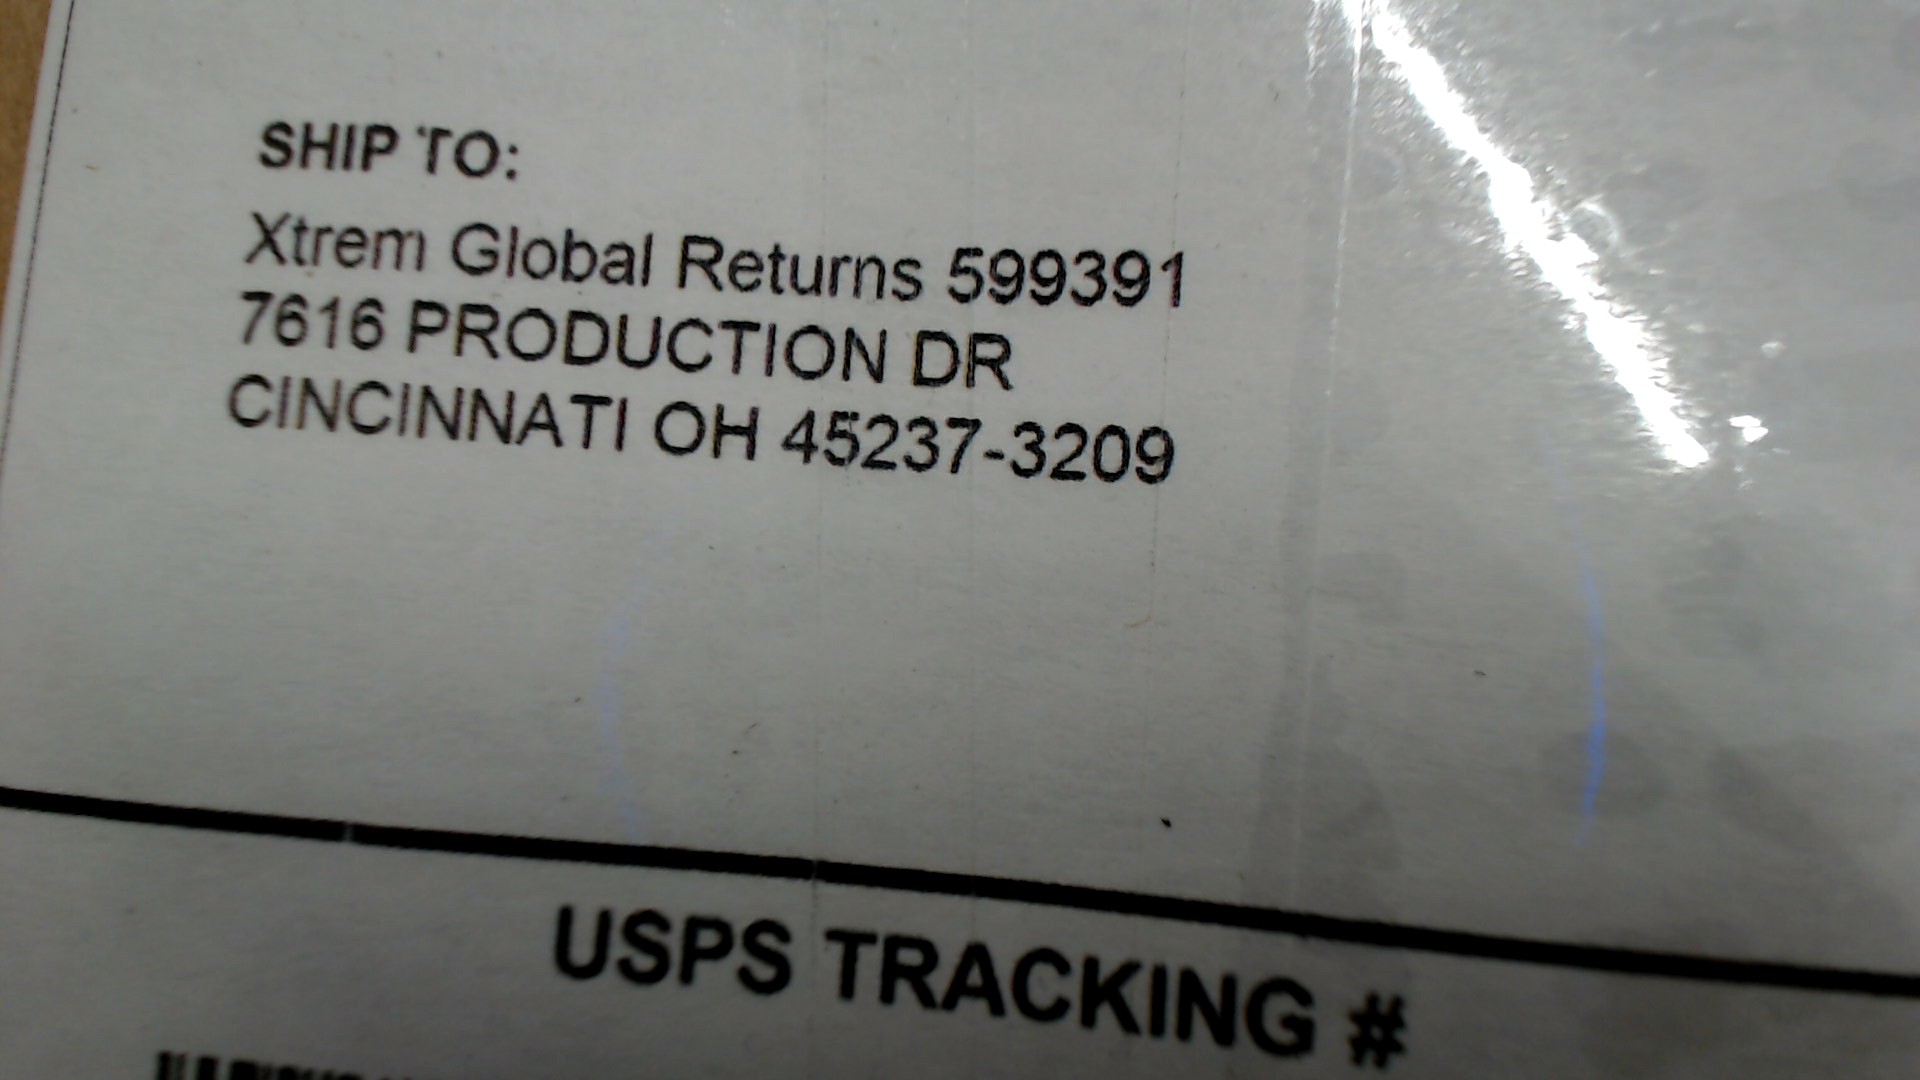 SHIP TO:
Xtrem Global Returns 599391
7616 PRODUCTION DR
CINCINNATI OH 45237-3209
USPS TRACKING #